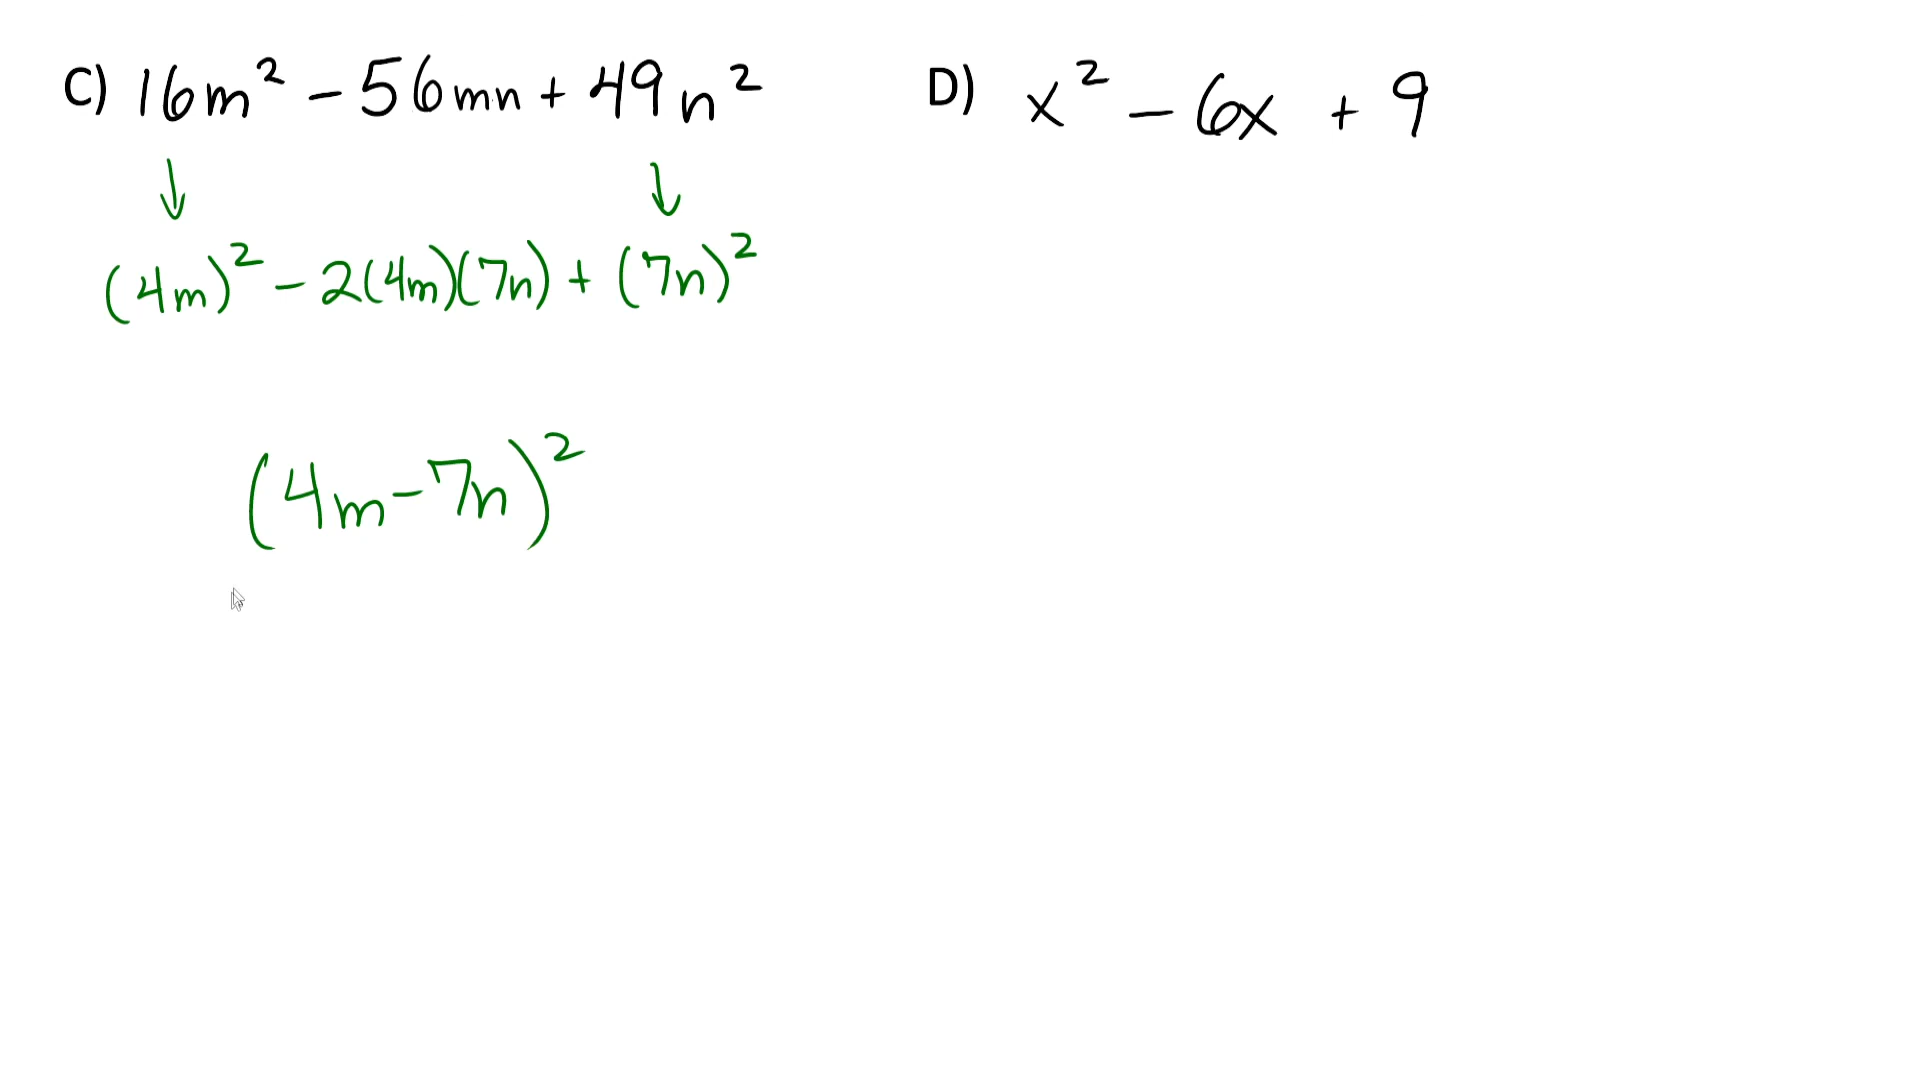 C) 16m² - 56mn + 49n²
(4m)² - 2(4m)(7n) + (7n)²
(4m - 7n)²
D) x² - 6x + 9